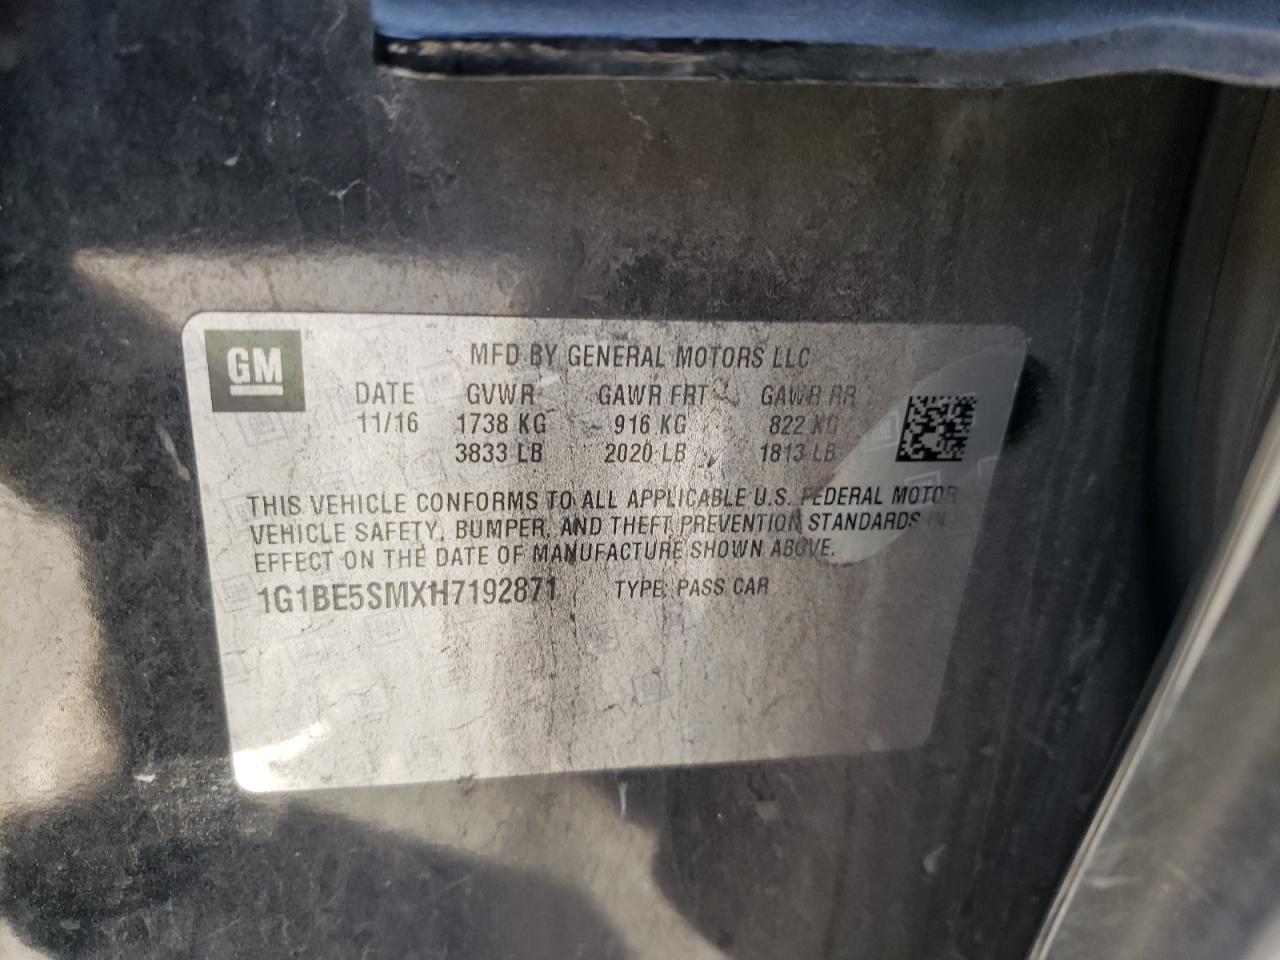 GM
MFD BY GENERAL MOTORS LLC
DATE GVWR GAWR FRT GAWR RR
11/16 1738 KG 916 KG 822 KG
3833 LB 2020 LB 1813 LB
THIS VEHICLE CONFORMS TO ALL APPLICABLE U.S. FEDERAL MOTOR
VEHICLE SAFETY, BUMPER, AND THEFT PREVENTION STANDARDS IN
EFFECT ON THE DATE OF MANUFACTURE SHOWN ABOVE.
1G1BE5SMXH7192871 TYPE: PASS CAR